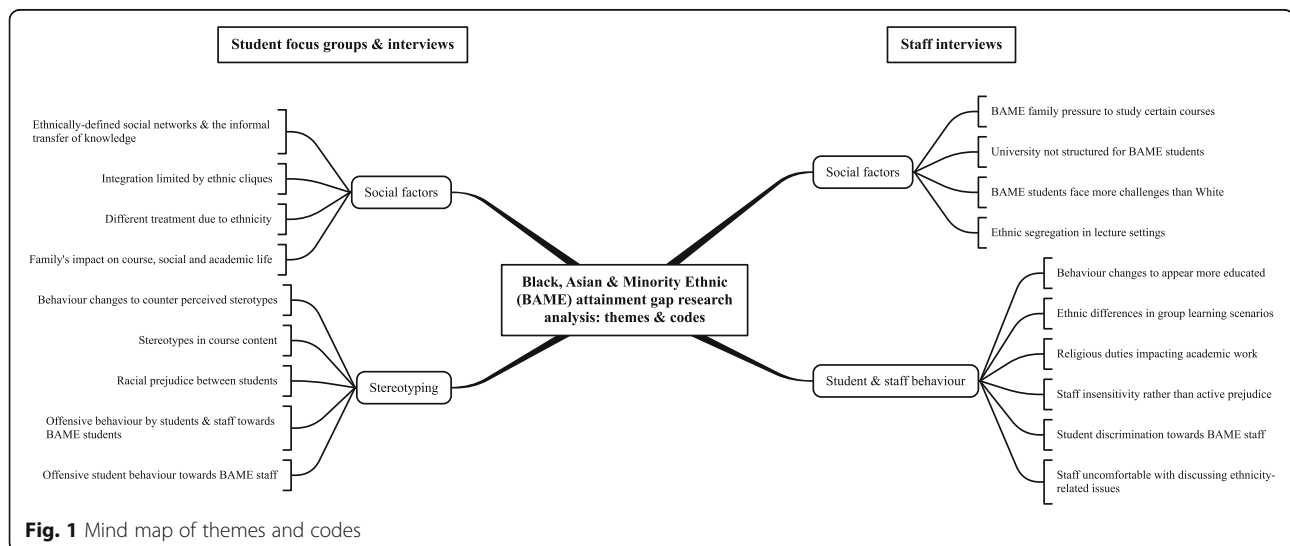 Student focus groups & interviews
Staff interviews
Ethnically-defined social networks & the informal
transfer of knowledge
Integration limited by ethnic cliques
Different treatment due to ethnicity
Family's impact on course, social and academic life
Social factors
Behaviour changes to counter perceived sterotypes
Stereotypes in course content
Racial prejudice between students
Offensive behaviour by students & staff towards
BAME students
Offensive student behaviour towards BAME staff
Stereotyping
Black, Asian & Minority Ethnic
(BAME) attainment gap research
analysis: themes & codes
Social factors
BAME family pressure to study certain courses
University not structured for BAME students
BAME students face more challenges than White
Ethnic segregation in lecture settings
Student & staff behaviour
Behaviour changes to appear more educated
Ethnic differences in group learning scenarios
Religious duties impacting academic work
Staff insensitivity rather than active prejudice
Student discrimination towards BAME staff
Staff uncomfortable with discussing ethnicity-
related issues
Fig. 1 Mind map of themes and codes